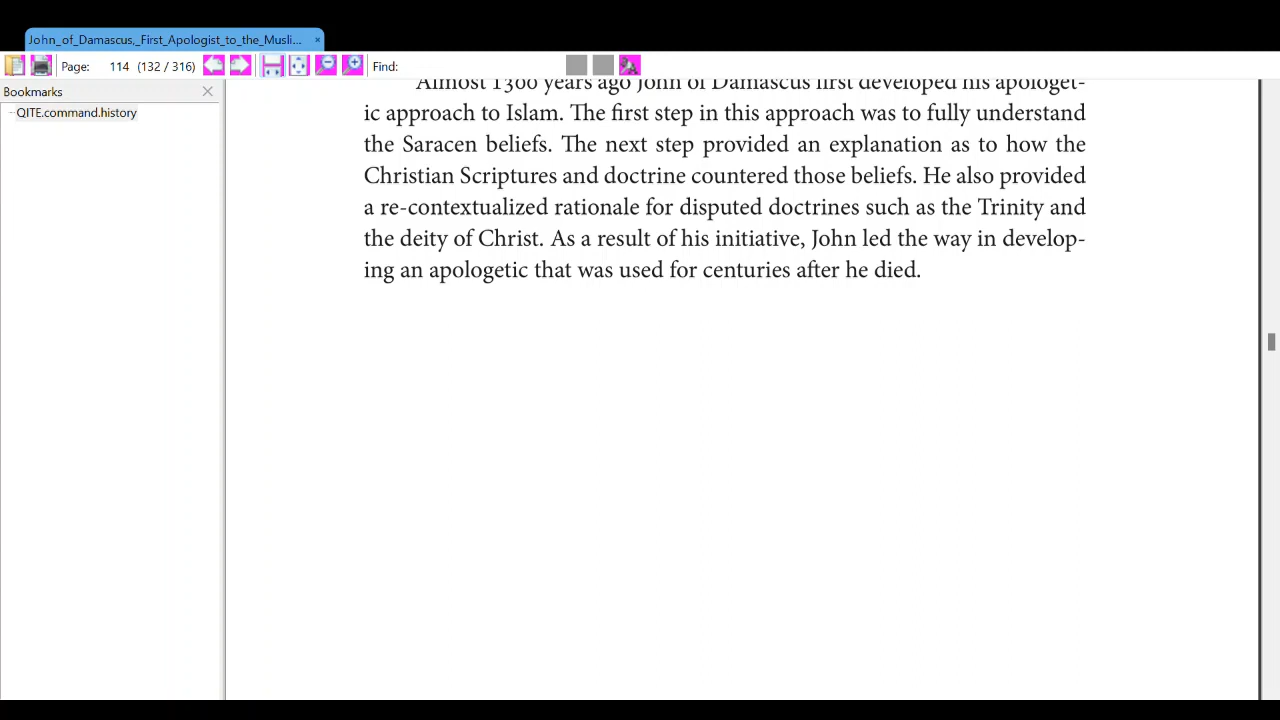 John_of_Damascus,_First_Apologist_to_the_Musli... ×
Page: 114 (132 / 316) Find:
Bookmarks
QITE.command.history
Almost 1300 years ago John of Damascus first developed his apologet-
ic approach to Islam. The first step in this approach was to fully understand
the Saracen beliefs. The next step provided an explanation as to how the
Christian Scriptures and doctrine countered those beliefs. He also provided
a re-contextualized rationale for disputed doctrines such as the Trinity and
the deity of Christ. As a result of his initiative, John led the way in develop-
ing an apologetic that was used for centuries after he died.